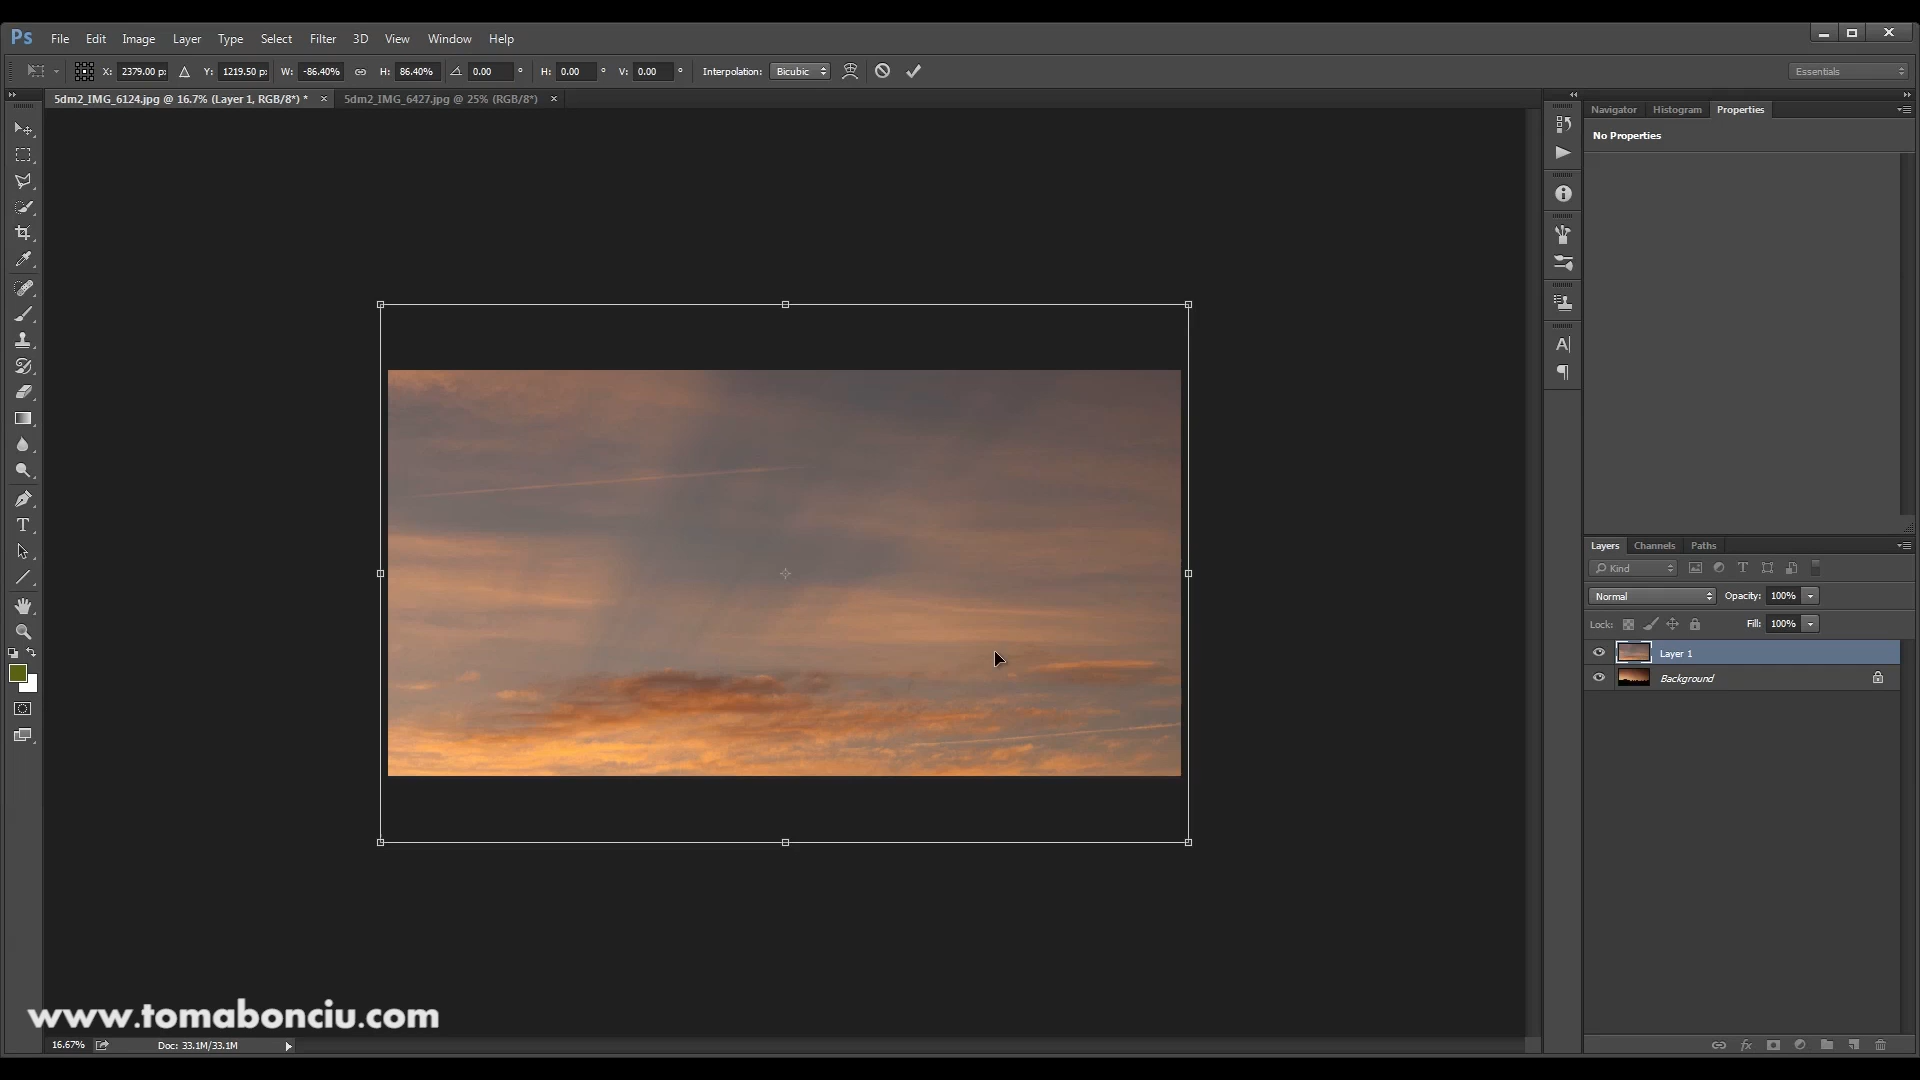 Ps File Edit Image Layer Type Select Filter 3D View Window Help
X: 2379.00 px Y: 1219.50 px W: -86.40% H: 86.40% 0.00 ° H: 0.00 ° V: 0.00 ° Interpolation: Bicubic Essentials
5dm2_IMG_6124.jpg @ 16.7% (Layer 1, RGB/8*) * × 5dm2_IMG_6427.jpg @ 25% (RGB/8*) ×
Navigator Histogram Properties
No Properties
Layers Channels Paths
Kind
Normal Opacity: 100%
Lock: Fill: 100%
Layer 1
Background
www.tomabonciu.com
16.67% Doc: 33.1M/33.1M